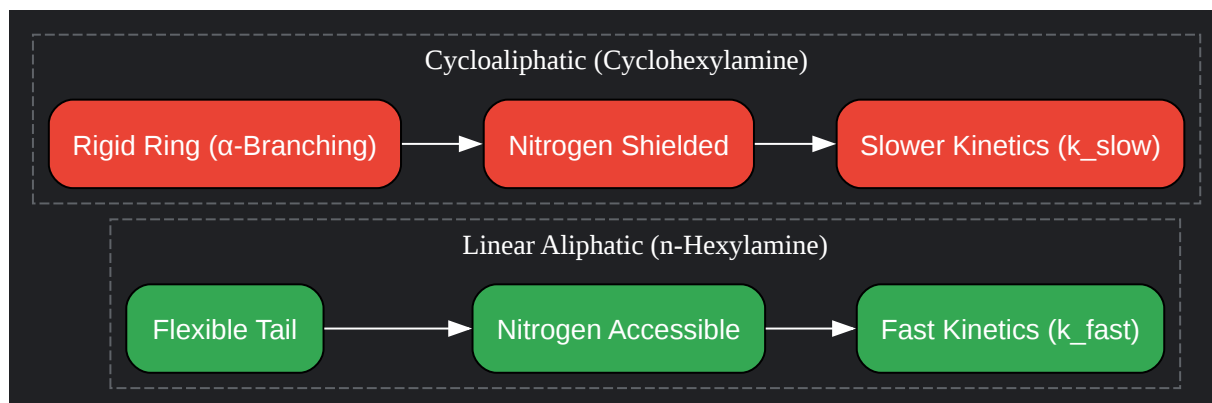 Cycloaliphatic (Cyclohexylamine)
Rigid Ring (α-Branching)
Nitrogen Shielded
Slower Kinetics (k_slow)
Linear Aliphatic (n-Hexylamine)
Flexible Tail
Nitrogen Accessible
Fast Kinetics (k_fast)